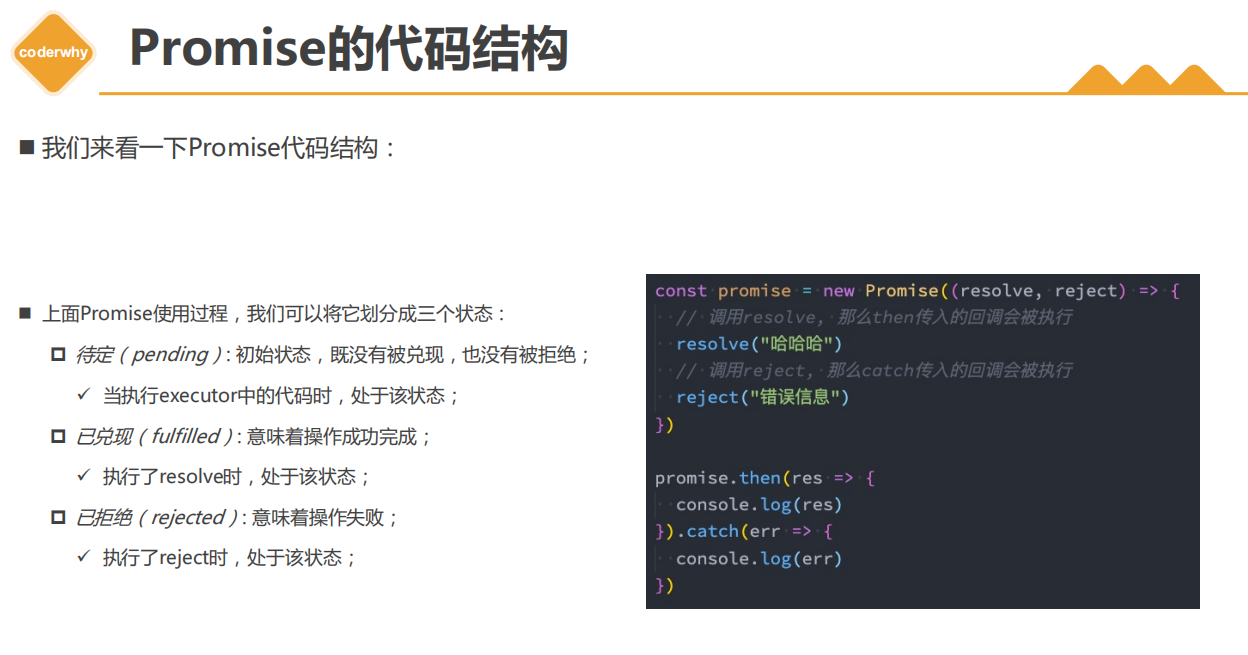 coderwhy
Promise的代码结构
■ 我们来看一下Promise代码结构：
■ 上面Promise使用过程，我们可以将它划分成三个状态：
待定（pending）: 初始状态，既没有被兑现，也没有被拒绝；
✓ 当执行executor中的代码时，处于该状态；
已兑现（fulfilled）: 意味着操作成功完成；
✓ 执行了resolve时，处于该状态；
已拒绝（rejected）: 意味着操作失败；
✓ 执行了reject时，处于该状态；
const promise = new Promise((resolve, reject) => {
  // 调用resolve, 那么then传入的回调会被执行
  resolve("哈哈哈")
  // 调用reject, 那么catch传入的回调会被执行
  reject("错误信息")
})
promise.then(res => {
  console.log(res)
}).catch(err => {
  console.log(err)
})